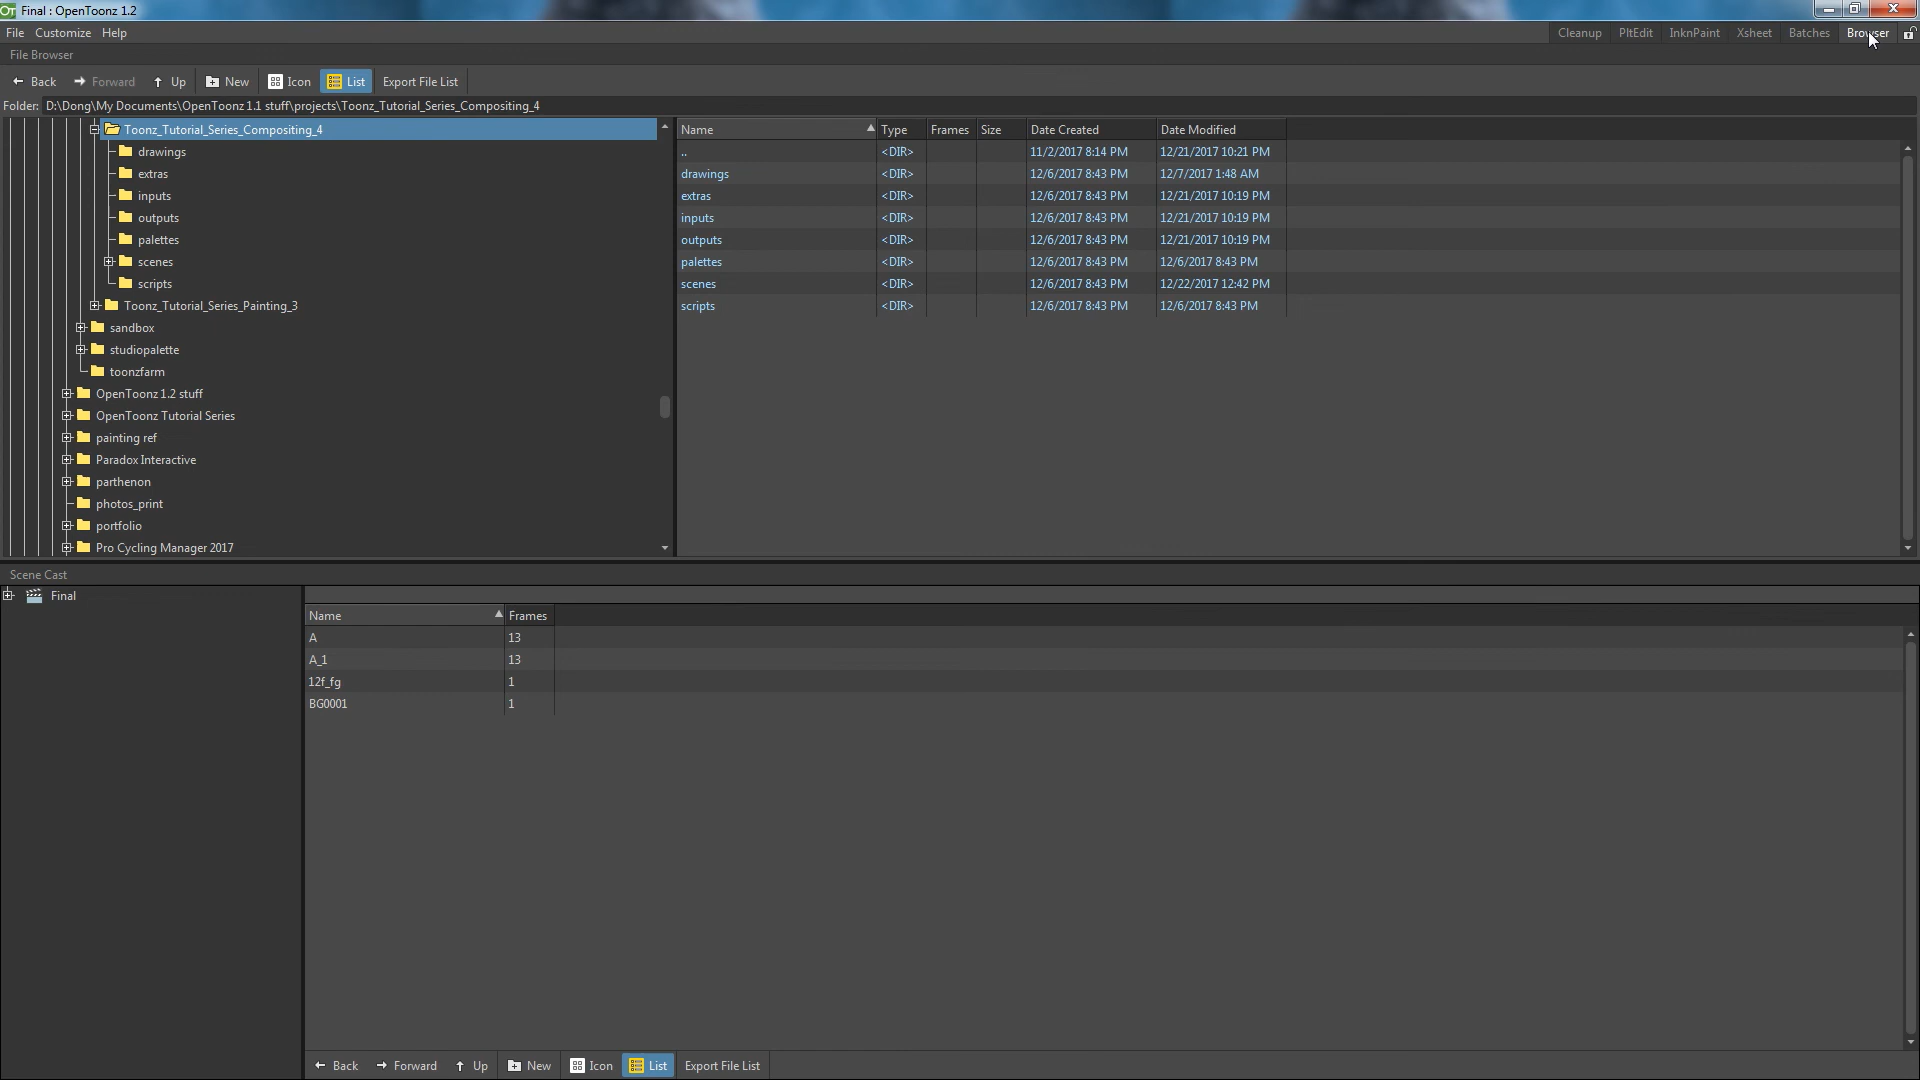 Final : OpenToonz 1.2
File Customize Help Cleanup PltEdit InknPaint Xsheet Batches Browser
File Browser
Back Forward Up New Icon List Export File List
Folder: D:\Dong\My Documents\OpenToonz 1.1 stuff\projects\Toonz_Tutorial_Series_Compositing_4
Toonz_Tutorial_Series_Compositing_4
drawings
extras
inputs
outputs
palettes
scenes
scripts
Toonz_Tutorial_Series_Painting_3
sandbox
studiopalette
toonzfarm
OpenToonz 1.2 stuff
OpenToonz Tutorial Series
painting ref
Paradox Interactive
parthenon
photos_print
portfolio
Pro Cycling Manager 2017
Name Type Frames Size Date Created Date Modified
.. <DIR> 11/2/2017 8:14 PM 12/21/2017 10:21 PM
drawings <DIR> 12/6/2017 8:43 PM 12/7/2017 1:48 AM
extras <DIR> 12/6/2017 8:43 PM 12/21/2017 10:19 PM
inputs <DIR> 12/6/2017 8:43 PM 12/21/2017 10:19 PM
outputs <DIR> 12/6/2017 8:43 PM 12/21/2017 10:19 PM
palettes <DIR> 12/6/2017 8:43 PM 12/6/2017 8:43 PM
scenes <DIR> 12/6/2017 8:43 PM 12/22/2017 12:42 PM
scripts <DIR> 12/6/2017 8:43 PM 12/6/2017 8:43 PM
Scene Cast
Final
Name Frames
A 13
A_1 13
12f_fg 1
BG0001 1
Back Forward Up New Icon List Export File List